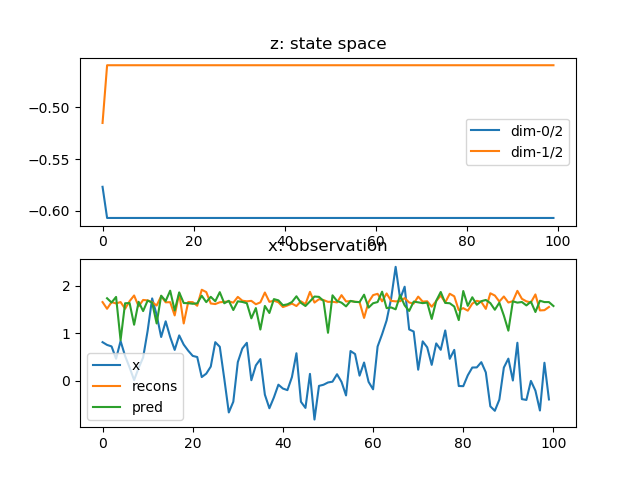 z: state space
−0.50
−0.55
−0.60
dim-0/2
dim-1/2
0 20 40 60 80 100
x: observation
2
1
0
x
recons
pred
0 20 40 60 80 100